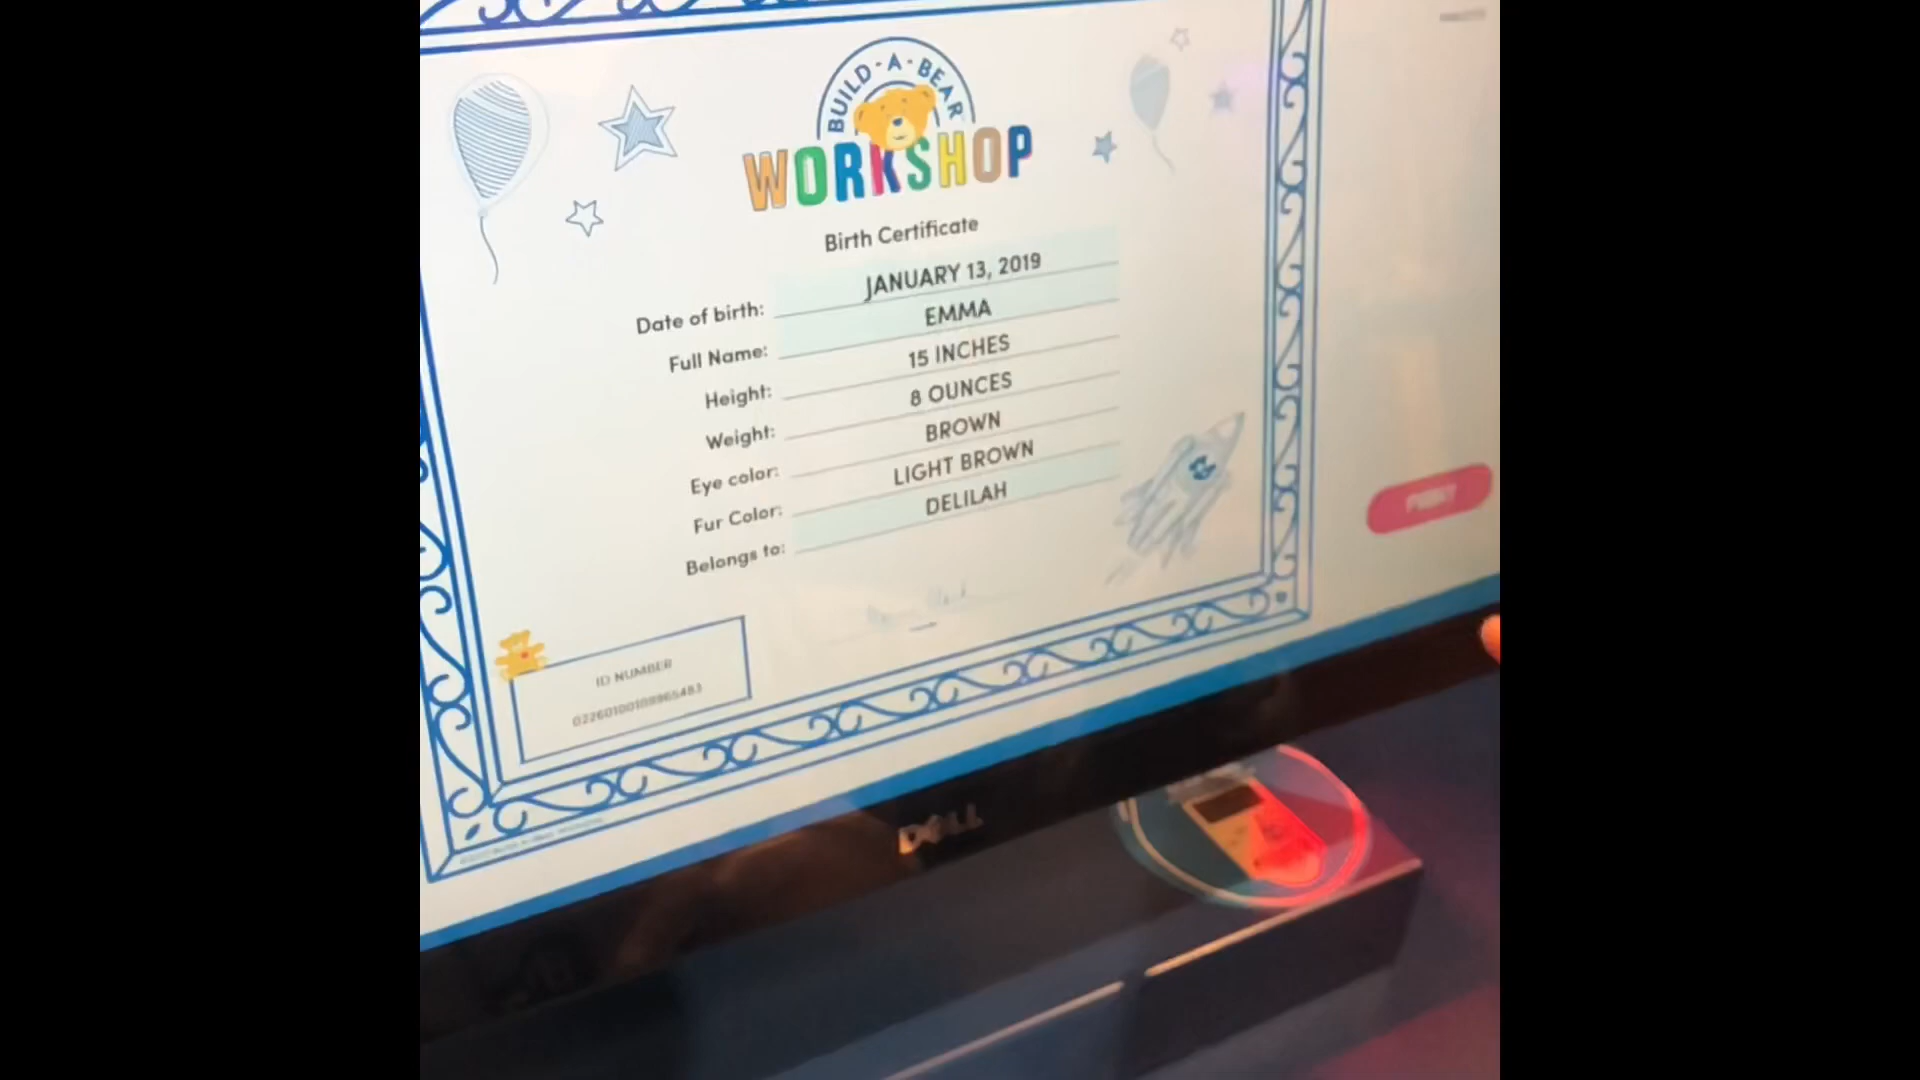 BUILD-A-BEAR
WORKSHOP
Birth Certificate
Date of birth: JANUARY 13, 2019
Full Name: EMMA
Height: 15 INCHES
Weight: 8 OUNCES
Eye color: BROWN
Fur Color: LIGHT BROWN
Belongs to: DELILAH
ID NUMBER
PRINT
DELL